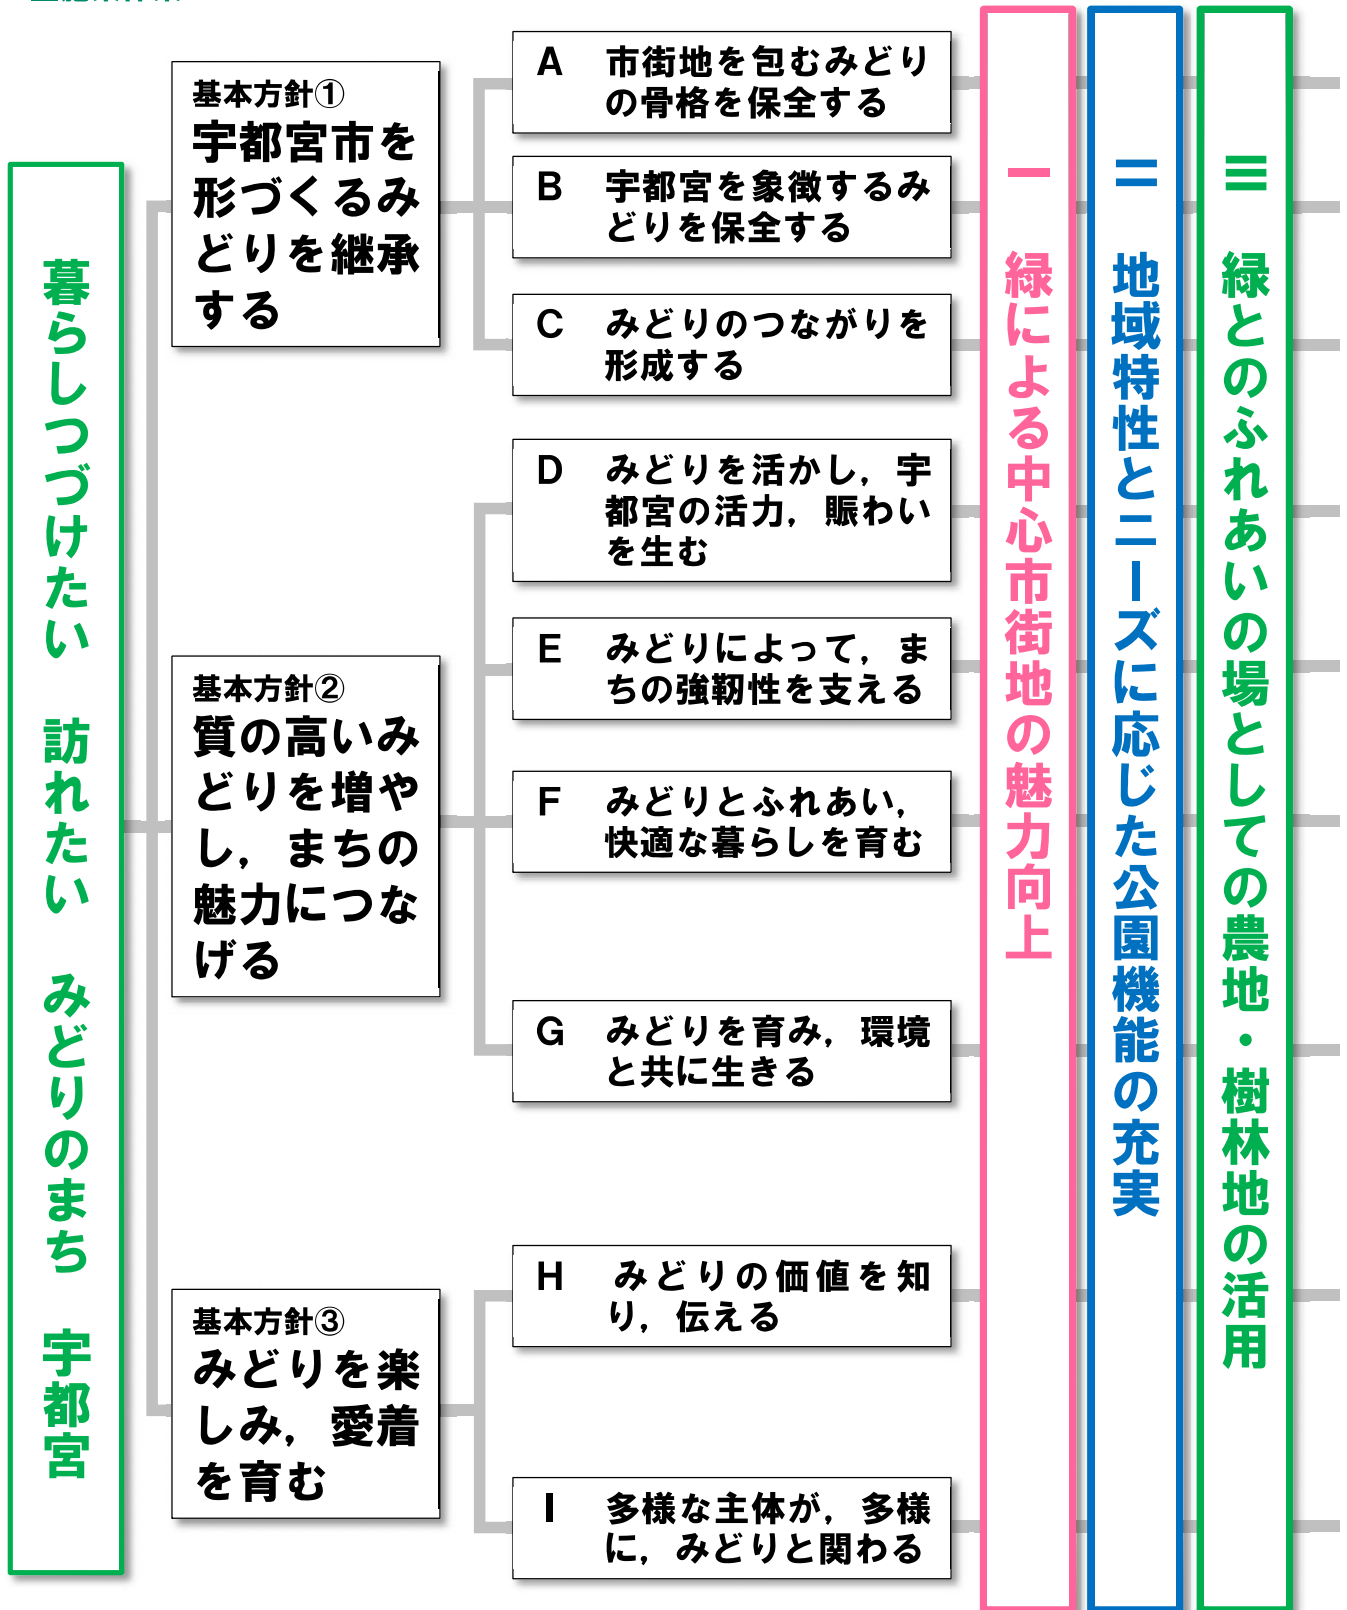 暮らしつづけたい　訪れたい　みどりのまち　宇都宮
基本方針①
宇都宮市を
形づくるみ
どりを継承
する
A　市街地を包むみどり
の骨格を保全する
B　宇都宮を象徴するみ
どりを保全する
C　みどりのつながりを
形成する
基本方針②
質の高いみ
どりを増や
し，まちの
魅力につな
げる
D　みどりを活かし，宇
都宮の活力，賑わい
を生む
E　みどりによって，ま
ちの強靭性を支える
F　みどりとふれあい，
快適な暮らしを育む
G　みどりを育み，環境
と共に生きる
基本方針③
みどりを楽
しみ，愛着
を育む
H　みどりの価値を知
り，伝える
I　多様な主体が，多様
に，みどりと関わる
一　緑による中心市街地の魅力向上
二　地域特性とニーズに応じた公園機能の充実
三　緑とのふれあいの場としての農地・樹林地の活用